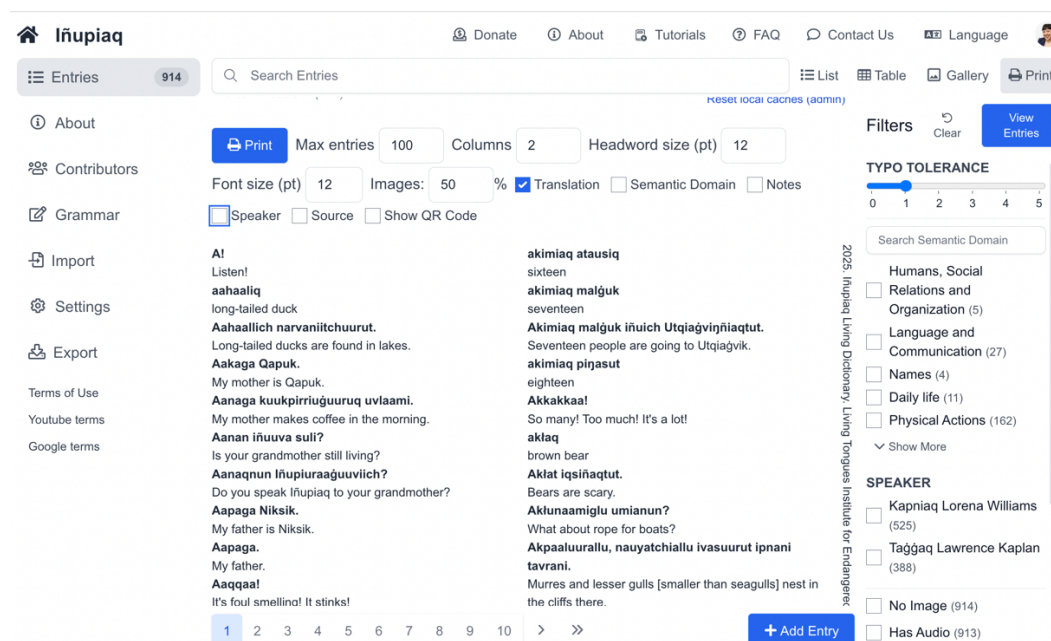 Iñupiaq
Donate About Tutorials FAQ Contact Us Language
Entries 914
Search Entries
List Table Gallery Print
About
Contributors
Grammar
Import
Settings
Export
Terms of Use
Youtube terms
Google terms
Reset local caches (admin)
Print Max entries 100 Columns 2 Headword size (pt) 12
Font size (pt) 12 Images: 50 % Translation Semantic Domain Notes
Speaker Source Show QR Code
A!
Listen!
aahaaliq
long-tailed duck
Aahaallich narvaniitchuurut.
Long-tailed ducks are found in lakes.
Aakaga Qapuk.
My mother is Qapuk.
Aanaga kuukpirriuġuuruq uvlaami.
My mother makes coffee in the morning.
Aanan iñuuva suli?
Is your grandmother still living?
Aanaqnun Iñupiuraaġuuviich?
Do you speak Iñupiaq to your grandmother?
Aapaga Niksik.
My father is Niksik.
Aapaga.
My father.
Aaqqaa!
It's foul smelling! It stinks!
akimiaq atausiq
sixteen
akimiaq malġuk
seventeen
Akimiaq malġuk iñuich Utqiaġviŋñiaqtut.
Seventeen people are going to Utqiaġvik.
akimiaq piŋasut
eighteen
Akkakkaa!
So many! Too much! It's a lot!
akłaq
brown bear
Akłat iqsiñaqtut.
Bears are scary.
Akłunaamiglu umianun?
What about rope for boats?
Akpaaluurallu, nauyatchiallu ivasuurut ipnani
tavrani.
Murres and lesser gulls [smaller than seagulls] nest in
the cliffs there.
2025. Iñupiaq Living Dictionary. Living Tongues Institute for Endangered
1 2 3 4 5 6 7 8 9 10
Add Entry
Filters Clear View
Entries
TYPO TOLERANCE
0 1 2 3 4 5
Search Semantic Domain
Humans, Social
Relations and
Organization (5)
Language and
Communication (27)
Names (4)
Daily life (11)
Physical Actions (162)
Show More
SPEAKER
Kapniaq Lorena Williams
(525)
Taġġaq Lawrence Kaplan
(388)
No Image (914)
Has Audio (913)